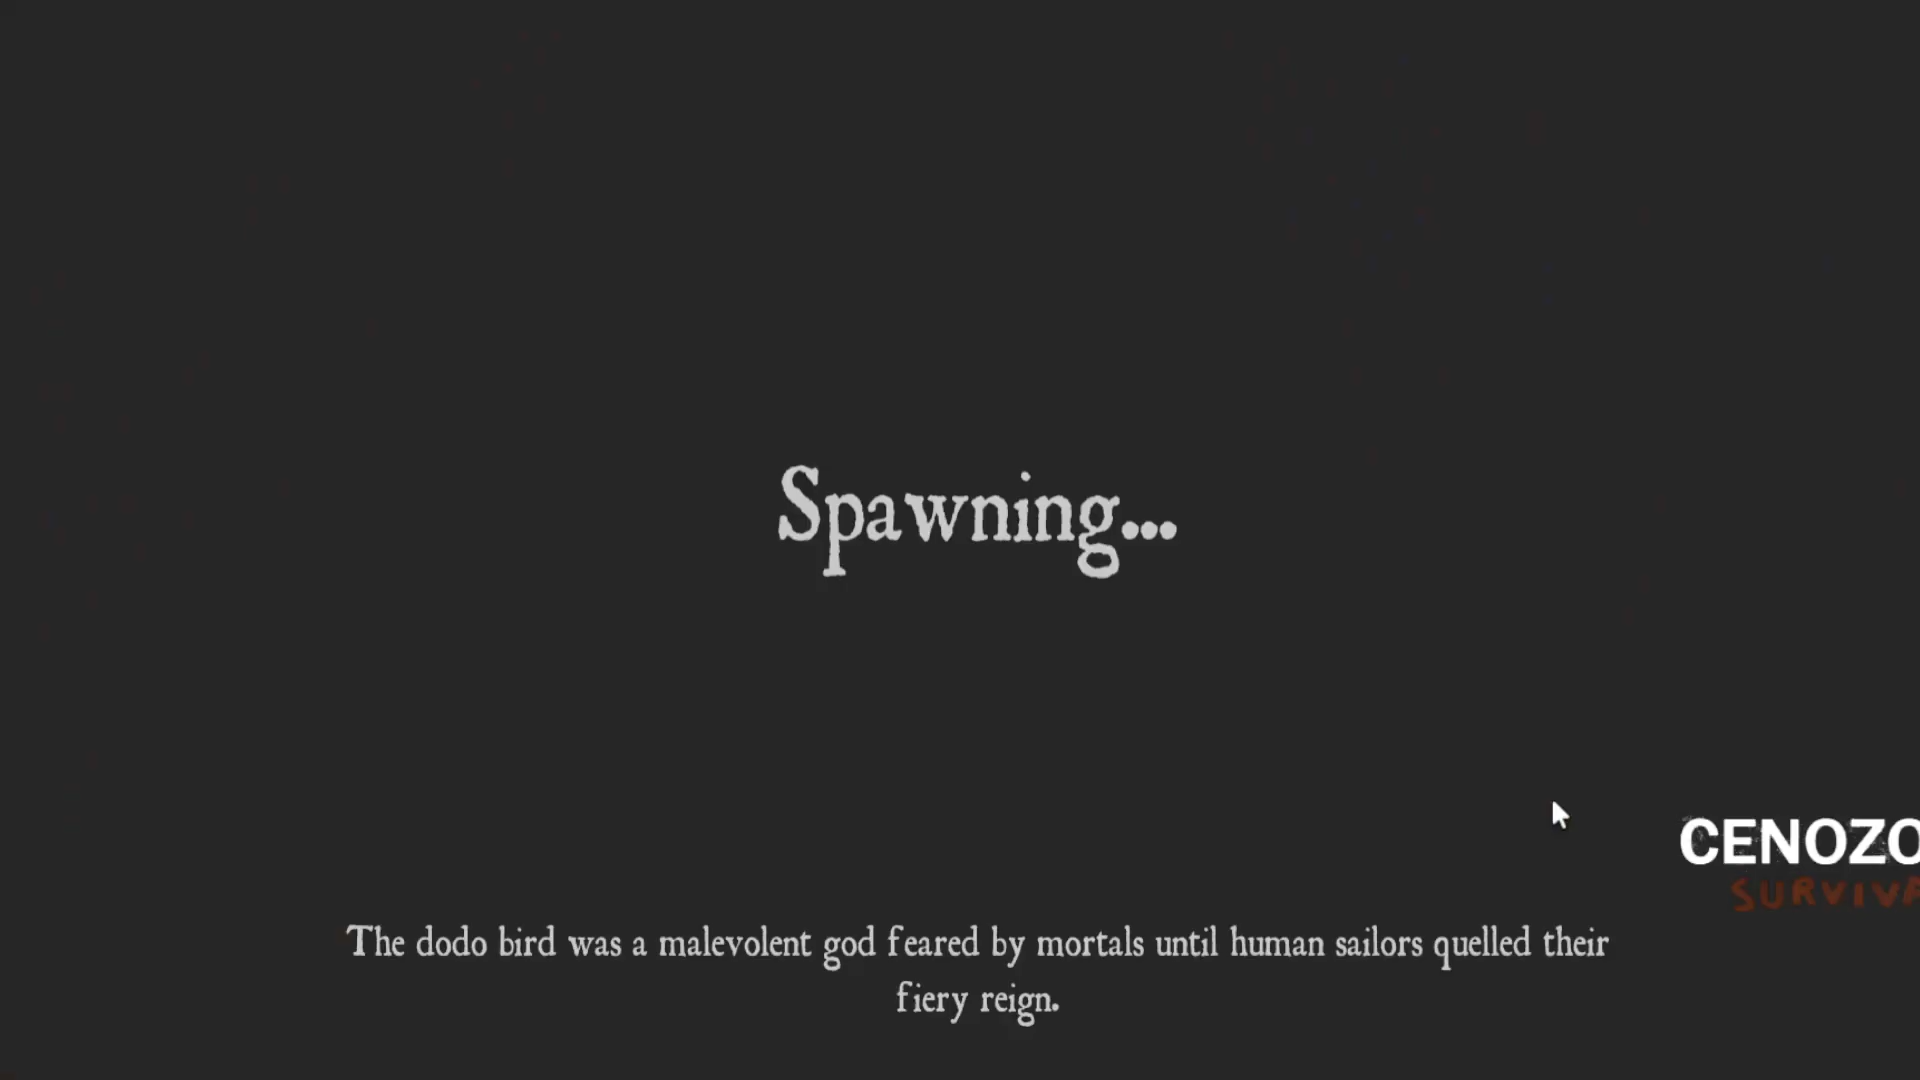 Spawning...
CENOZO
SURVIVA
The dodo bird was a malevolent god feared by mortals until human sailors quelled their
fiery reign.